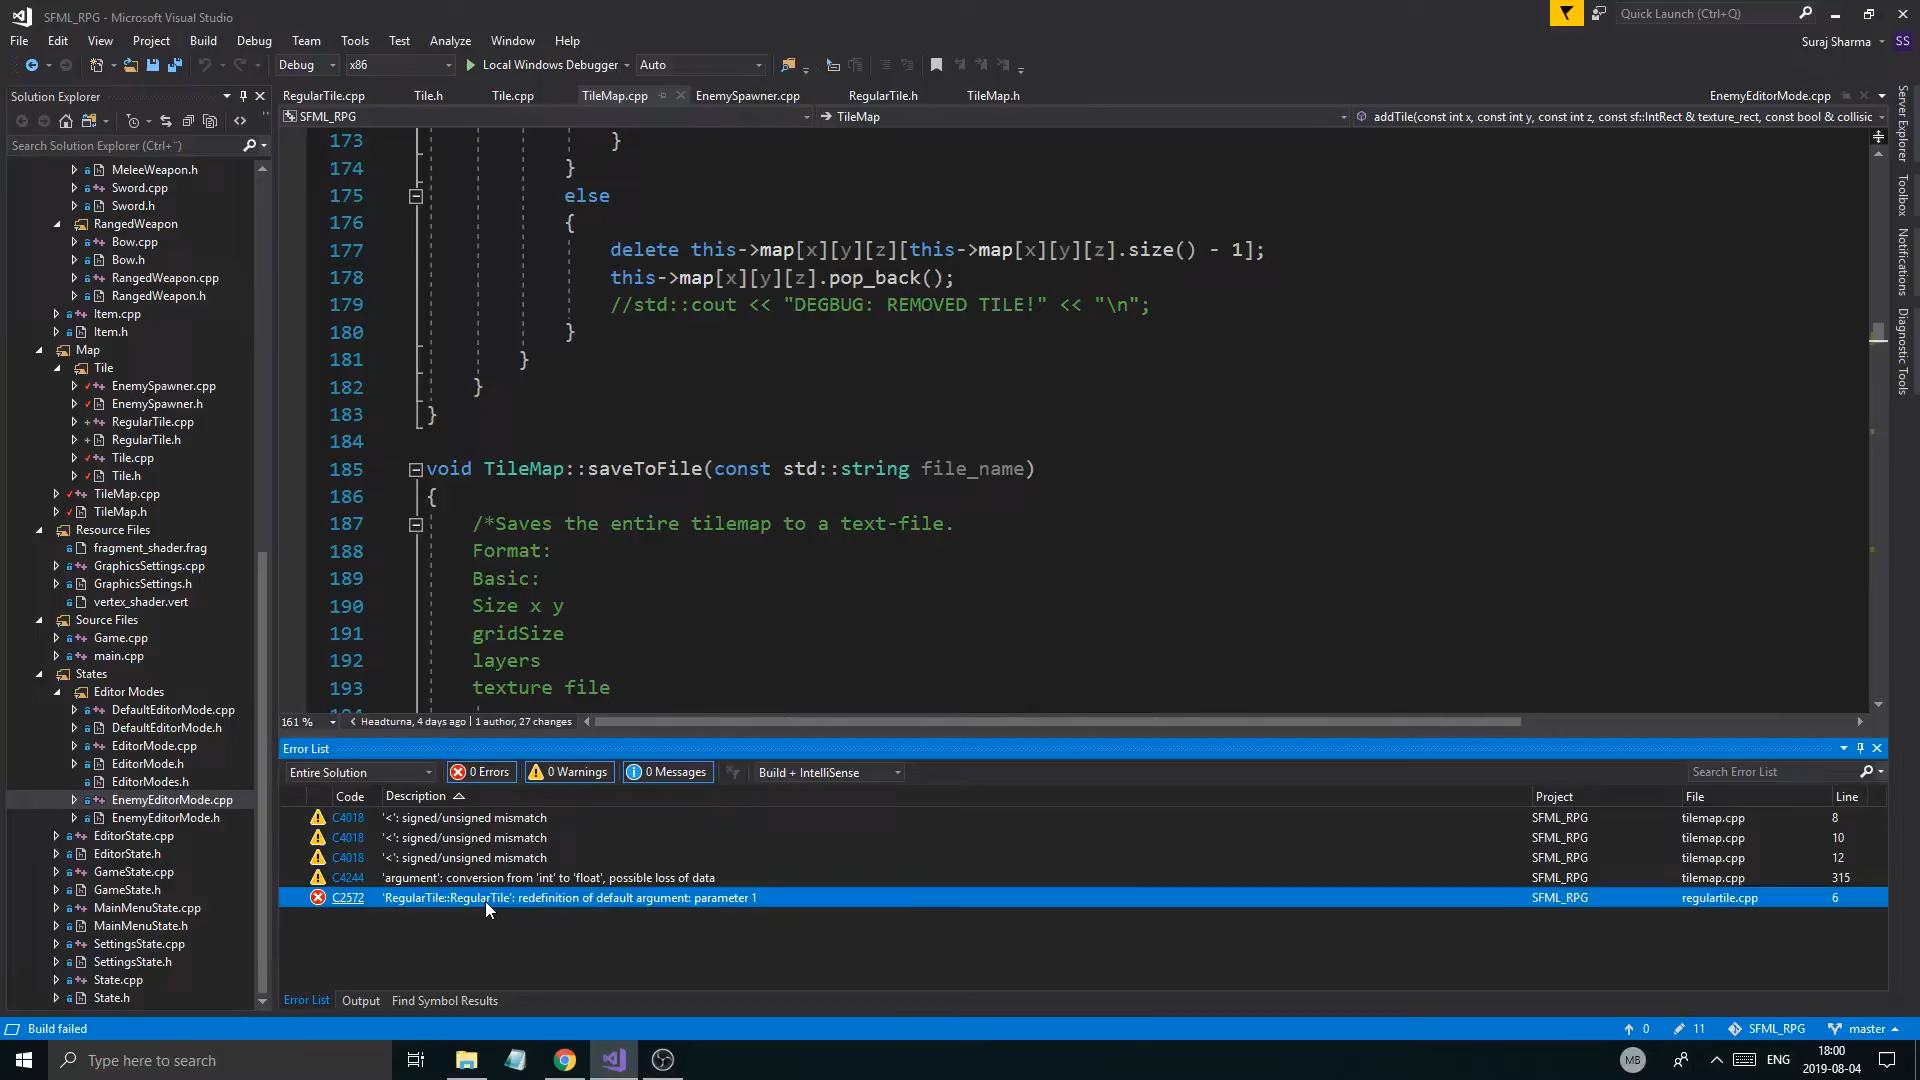 SFML_RPG - Microsoft Visual Studio
Quick Launch (Ctrl+Q)
File Edit View Project Build Debug Team Tools Test Analyze Window Help
Suraj Sharma SS
Debug x86 Local Windows Debugger Auto
Solution Explorer
Search Solution Explorer (Ctrl+¨)
MeleeWeapon.h
Sword.cpp
Sword.h
RangedWeapon
Bow.cpp
Bow.h
RangedWeapon.cpp
RangedWeapon.h
Item.cpp
Item.h
Map
Tile
EnemySpawner.cpp
EnemySpawner.h
RegularTile.cpp
RegularTile.h
Tile.cpp
Tile.h
TileMap.cpp
TileMap.h
Resource Files
fragment_shader.frag
GraphicsSettings.cpp
GraphicsSettings.h
vertex_shader.vert
Source Files
Game.cpp
main.cpp
States
Editor Modes
DefaultEditorMode.cpp
DefaultEditorMode.h
EditorMode.cpp
EditorMode.h
EditorModes.h
EnemyEditorMode.cpp
EnemyEditorMode.h
EditorState.cpp
EditorState.h
GameState.cpp
GameState.h
MainMenuState.cpp
MainMenuState.h
SettingsState.cpp
SettingsState.h
State.cpp
State.h
RegularTile.cpp Tile.h Tile.cpp TileMap.cpp EnemySpawner.cpp RegularTile.h TileMap.h EnemyEditorMode.cpp
SFML_RPG TileMap addTile(const int x, const int y, const int z, const sf::IntRect & texture_rect, const bool & collisic
173 }
174 }
175 else
176 {
177 delete this->map[x][y][z][this->map[x][y][z].size() - 1];
178 this->map[x][y][z].pop_back();
179 //std::cout << "DEGBUG: REMOVED TILE!" << "\n";
180 }
181 }
182 }
183 }
184
185 void TileMap::saveToFile(const std::string file_name)
186 {
187 /*Saves the entire tilemap to a text-file.
188 Format:
189 Basic:
190 Size x y
191 gridSize
192 layers
193 texture file
161 % Headturna, 4 days ago | 1 author, 27 changes
Error List
Entire Solution 0 Errors 0 Warnings 0 Messages Build + IntelliSense Search Error List
Code Description Project File Line
C4018 '<': signed/unsigned mismatch SFML_RPG tilemap.cpp 8
C4018 '<': signed/unsigned mismatch SFML_RPG tilemap.cpp 10
C4018 '<': signed/unsigned mismatch SFML_RPG tilemap.cpp 12
C4244 'argument': conversion from 'int' to 'float', possible loss of data SFML_RPG tilemap.cpp 315
C2572 'RegularTile::RegularTile': redefinition of default argument: parameter 1 SFML_RPG regulartile.cpp 6
Error List Output Find Symbol Results
Server Explorer
Toolbox
Notifications
Diagnostic Tools
Build failed 0 11 SFML_RPG master
Type here to search
MB ENG 18:00
2019-08-04